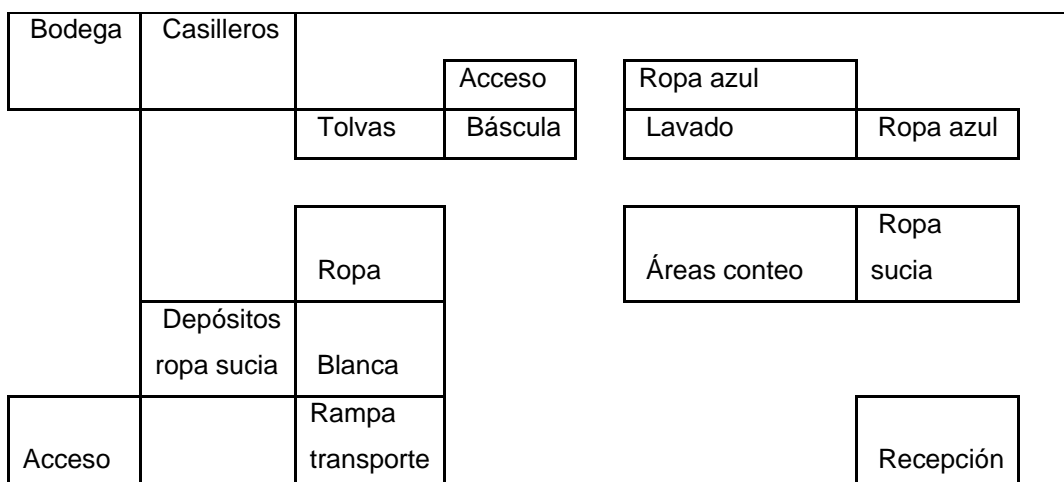 Bodega Casilleros
Acceso Ropa azul
Tolvas Báscula Lavado Ropa azul
Ropa
Ropa Áreas conteo sucia
Depósitos
ropa sucia Blanca
Rampa
Acceso transporte Recepción